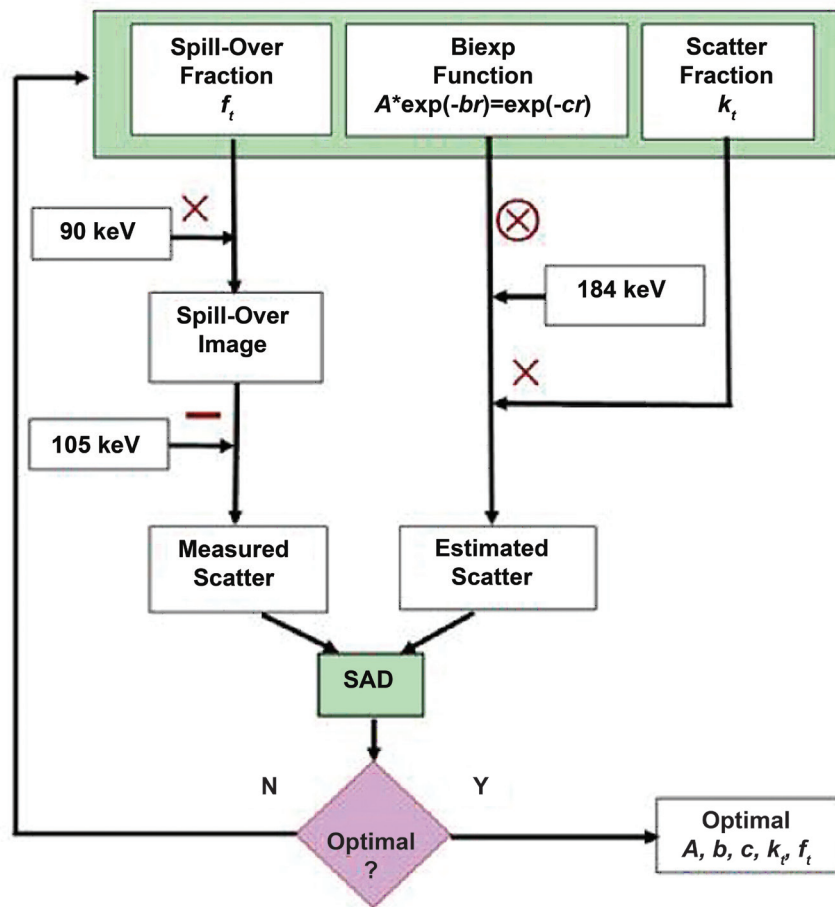 Spill-Over
Fraction
f_t
Biexp
Function
A*exp(-br)=exp(-cr)
Scatter
Fraction
k_t
90 keV
Spill-Over
Image
184 keV
105 keV
Measured
Scatter
Estimated
Scatter
SAD
N
Y
Optimal
?
Optimal
A, b, c, k_t, f_t